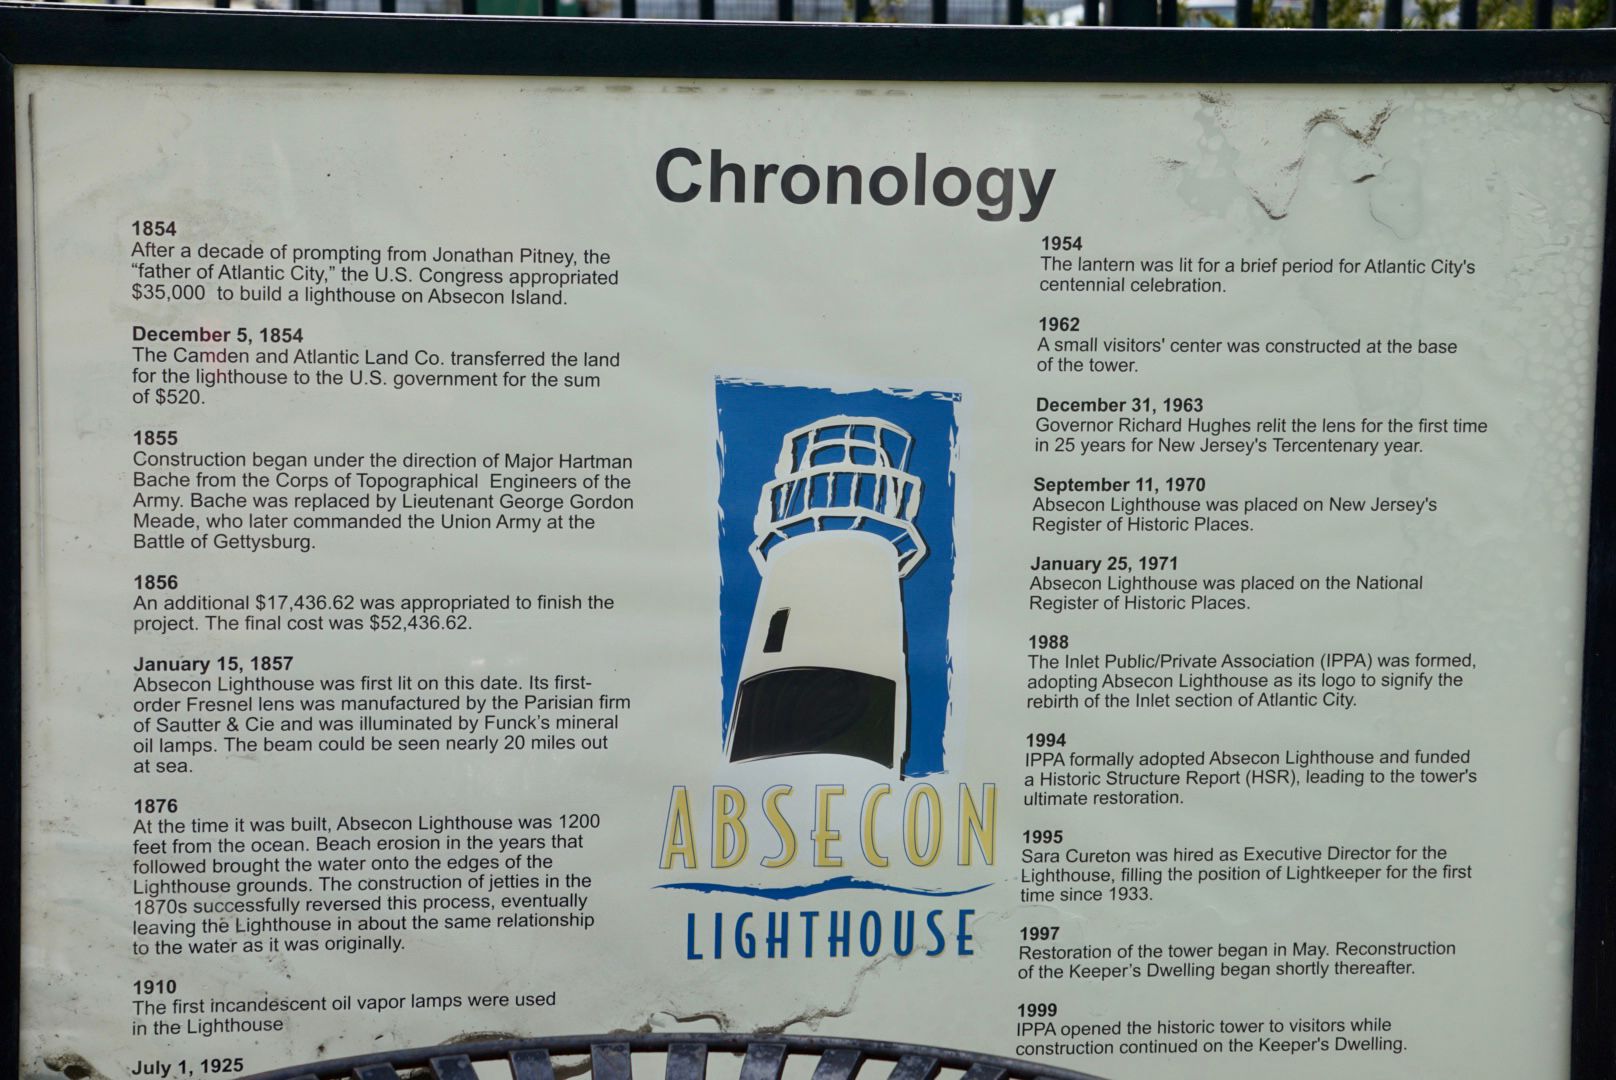 Chronology
1854
After a decade of prompting from Jonathan Pitney, the
“father of Atlantic City,” the U.S. Congress appropriated
$35,000 to build a lighthouse on Absecon Island.
December 5, 1854
The Camden and Atlantic Land Co. transferred the land
for the lighthouse to the U.S. government for the sum
of $520.
1855
Construction began under the direction of Major Hartman
Bache from the Corps of Topographical Engineers of the
Army. Bache was replaced by Lieutenant George Gordon
Meade, who later commanded the Union Army at the
Battle of Gettysburg.
1856
An additional $17,436.62 was appropriated to finish the
project. The final cost was $52,436.62.
January 15, 1857
Absecon Lighthouse was first lit on this date. Its first-
order Fresnel lens was manufactured by the Parisian firm
of Sautter & Cie and was illuminated by Funck’s mineral
oil lamps. The beam could be seen nearly 20 miles out
at sea.
1876
At the time it was built, Absecon Lighthouse was 1200
feet from the ocean. Beach erosion in the years that
followed brought the water onto the edges of the
Lighthouse grounds. The construction of jetties in the
1870s successfully reversed this process, eventually
leaving the Lighthouse in about the same relationship
to the water as it was originally.
1910
The first incandescent oil vapor lamps were used
in the Lighthouse
July 1, 1925
ABSECON
LIGHTHOUSE
1954
The lantern was lit for a brief period for Atlantic City's
centennial celebration.
1962
A small visitors' center was constructed at the base
of the tower.
December 31, 1963
Governor Richard Hughes relit the lens for the first time
in 25 years for New Jersey's Tercentenary year.
September 11, 1970
Absecon Lighthouse was placed on New Jersey's
Register of Historic Places.
January 25, 1971
Absecon Lighthouse was placed on the National
Register of Historic Places.
1988
The Inlet Public/Private Association (IPPA) was formed,
adopting Absecon Lighthouse as its logo to signify the
rebirth of the Inlet section of Atlantic City.
1994
IPPA formally adopted Absecon Lighthouse and funded
a Historic Structure Report (HSR), leading to the tower's
ultimate restoration.
1995
Sara Cureton was hired as Executive Director for the
Lighthouse, filling the position of Lightkeeper for the first
time since 1933.
1997
Restoration of the tower began in May. Reconstruction
of the Keeper’s Dwelling began shortly thereafter.
1999
IPPA opened the historic tower to visitors while
construction continued on the Keeper's Dwelling.